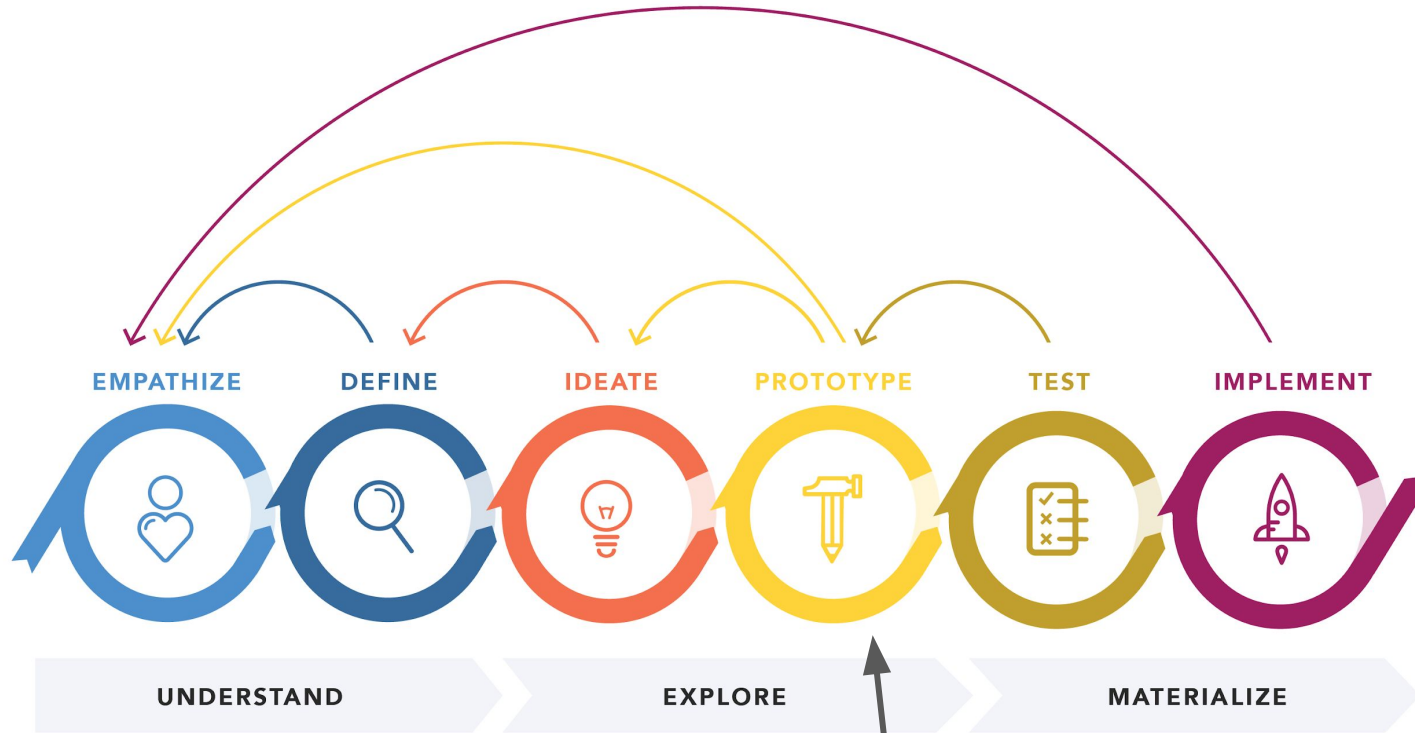 EMPATHIZE
DEFINE
IDEATE
PROTOTYPE
TEST
IMPLEMENT
UNDERSTAND
EXPLORE
MATERIALIZE